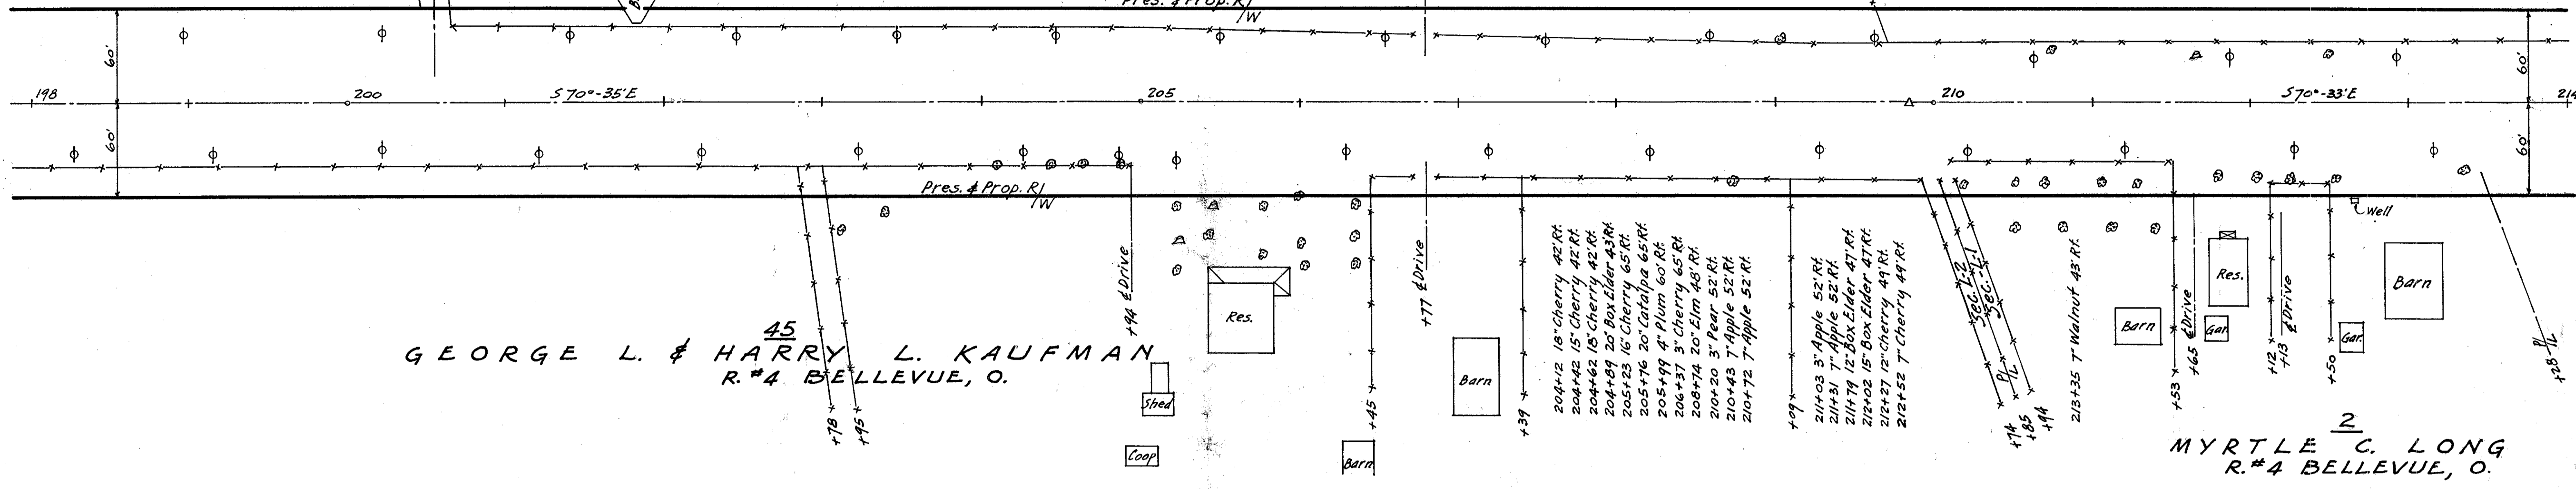 Pres. & Prop. R/W
60'
60'
198
200
S 70°-35'E
205
210
S 70°-33'E
214
60'
60'
Pres. & Prop. R/W
Well
+94 ℄ Drive
+77 ℄ Drive
Res.
45
GEORGE L. & HARRY L. KAUFMAN
R. #4 BELLEVUE, O.
+78
+95
Shed
Coop
Barn
+45
Barn
+39
204+12 18" Cherry 42' Rt.
204+42 15" Cherry 42' Rt.
204+62 18" Cherry 42' Rt.
204+89 20" Box Elder 43' Rt.
205+23 16" Cherry 65' Rt.
205+76 20" Catalpa 65' Rt.
205+99 4" Plum 60' Rt.
206+37 3" Cherry 65' Rt.
208+74 20" Elm 48' Rt.
210+20 3" Pear 52' Rt.
210+43 7" Apple 52' Rt.
210+72 7" Apple 52' Rt.
+09
211+03 3" Apple 52' Rt.
211+31 7" Apple 52' Rt.
211+79 12" Box Elder 47' Rt.
212+02 15" Box Elder 47' Rt.
212+27 12" Cherry 49' Rt.
212+52 7" Cherry 49' Rt.
Sec.-L-2
Sec.-L-1
P/L
+74
+85
+94
213+35 7" Walnut 43' Rt.
Barn
+53
+65 ℄ Drive
Res.
Gar.
+12
+13 ℄ Drive
+50
Gar.
Barn
+28 P/L
2
MYRTLE C. LONG
R. #4 BELLEVUE, O.